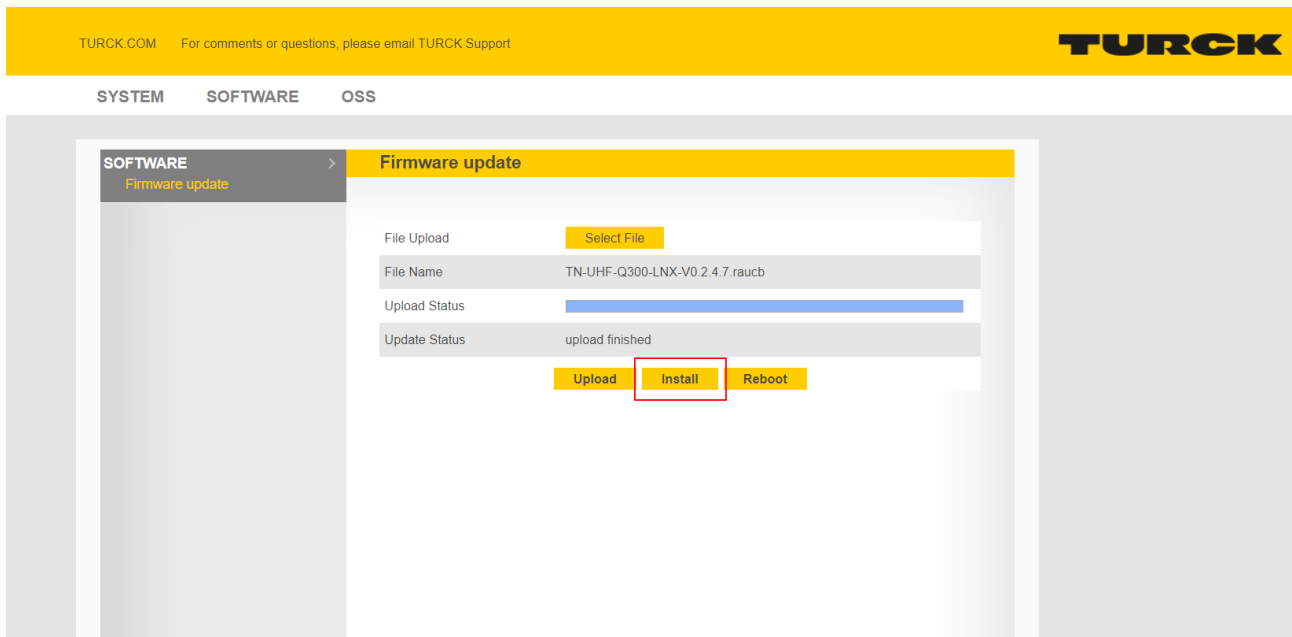 TURCK.COM For comments or questions, please email TURCK Support
TURCK
SYSTEM SOFTWARE OSS
SOFTWARE >
Firmware update
Firmware update
File Upload Select File
File Name TN-UHF-Q300-LNX-V0.2.4.7.raucb
Upload Status
Update Status upload finished
Upload Install Reboot